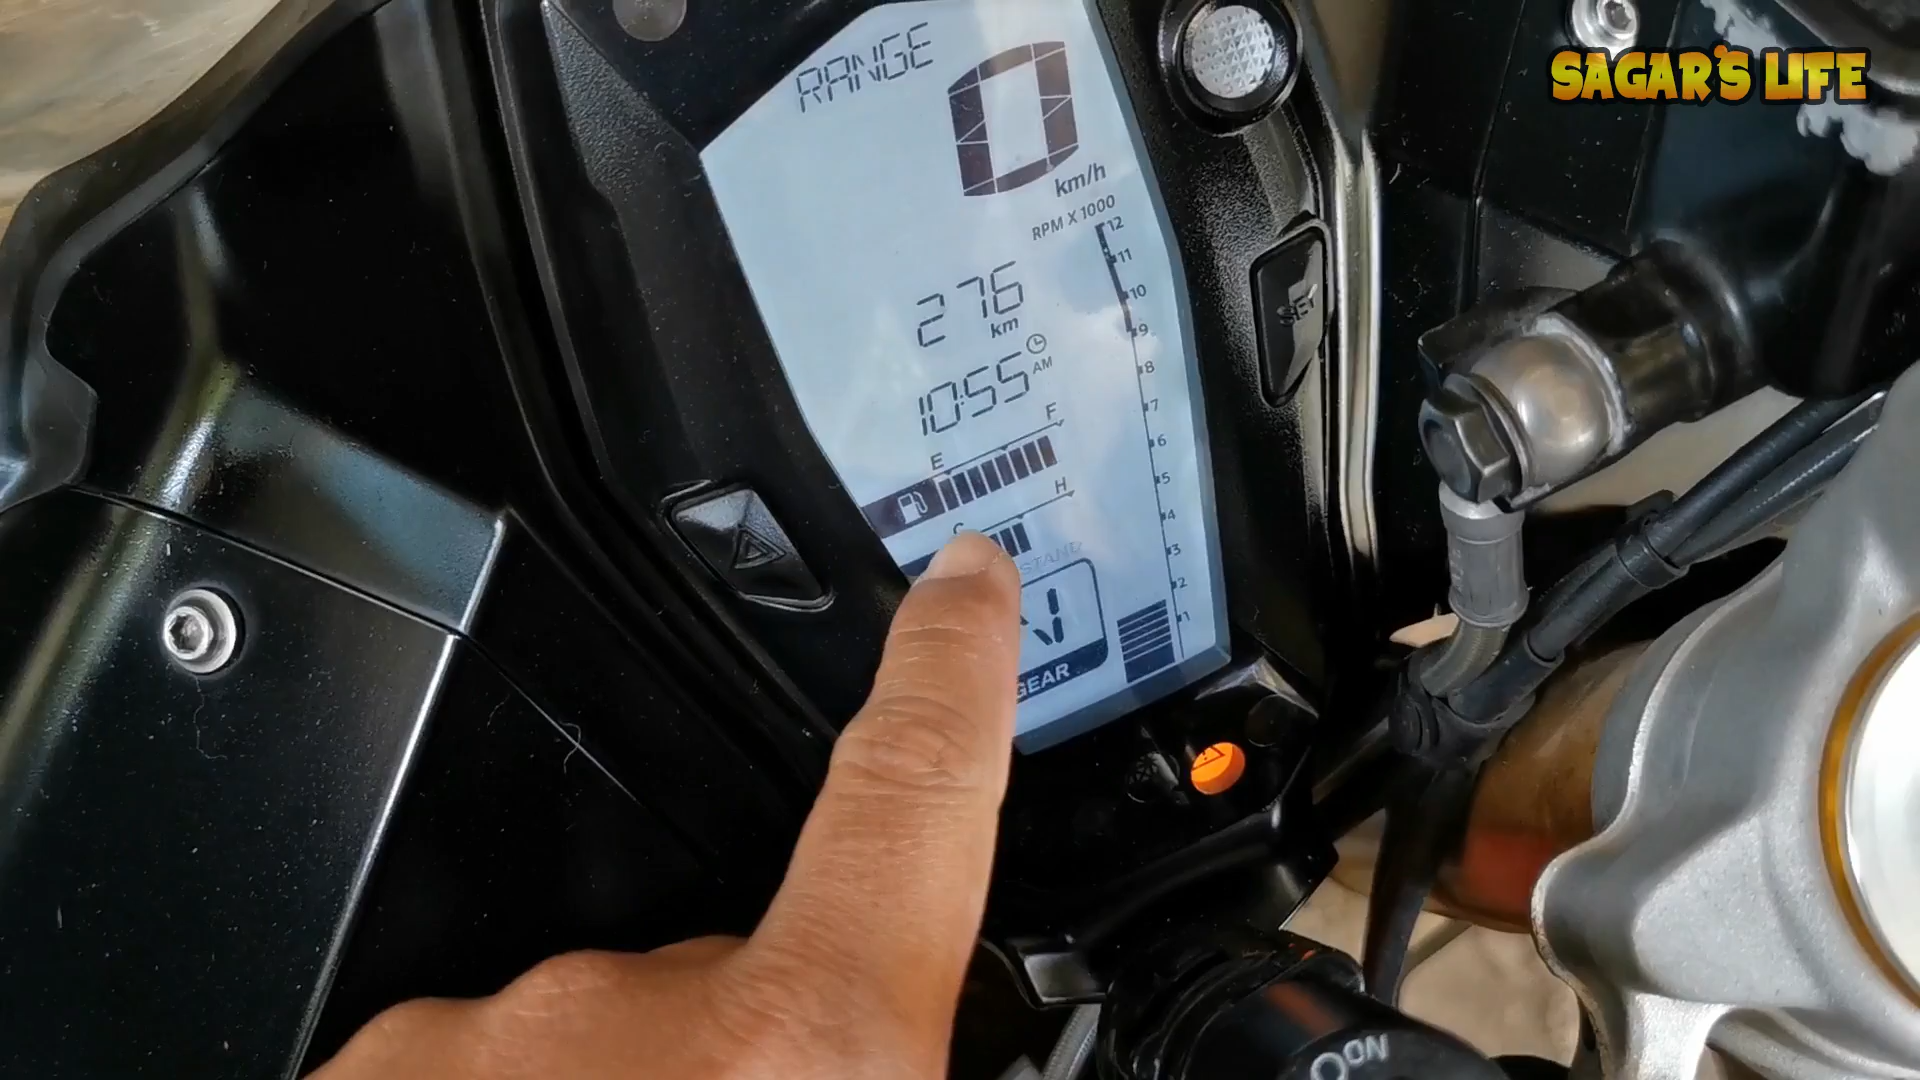 SAGAR'S LIFE
RANGE
0
km/h
RPM X 1000
12
11
10
9
8
7
6
5
4
3
2
1
276
km
10:55 AM
E F
C H
STAND
GEAR
SET
ON